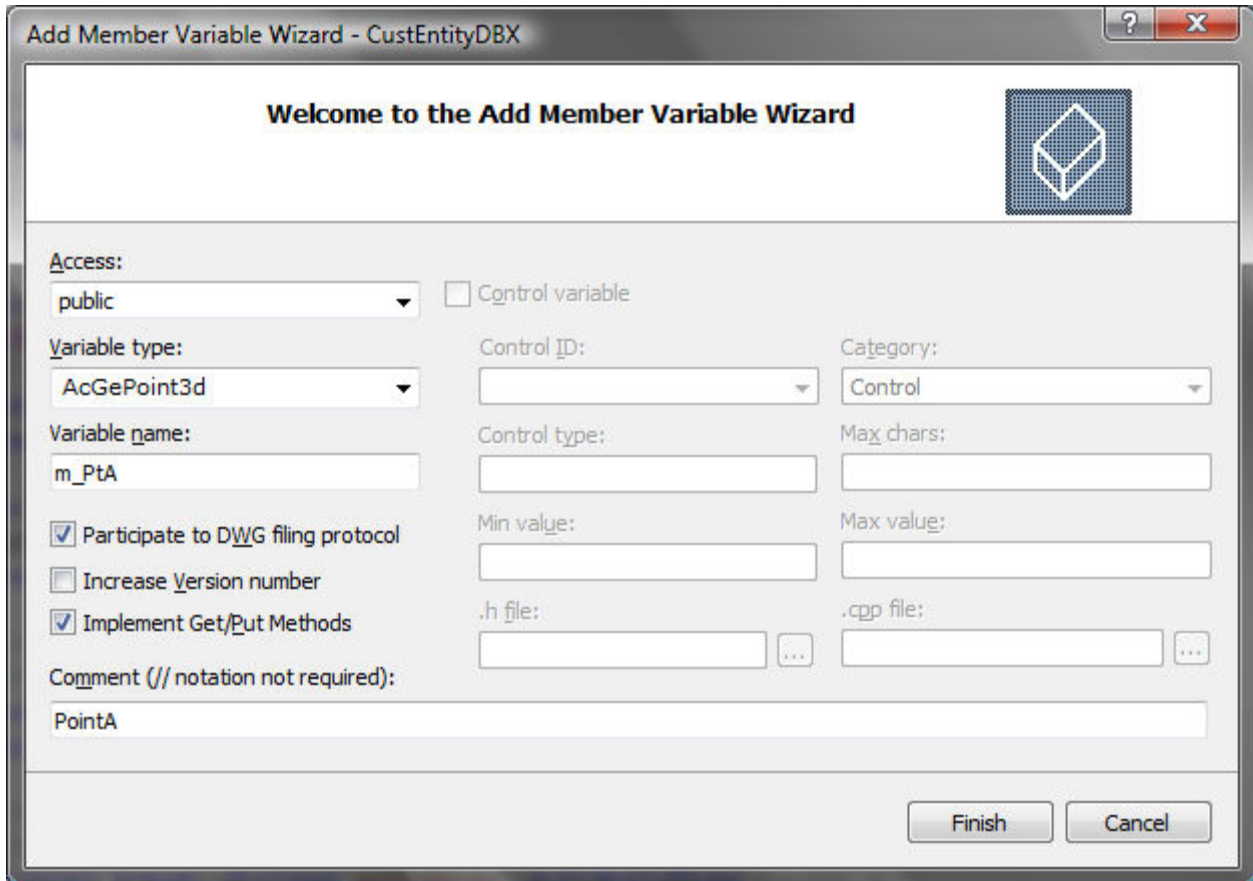 Add Member Variable Wizard - CustEntityDBX
?
X
Welcome to the Add Member Variable Wizard
Access:
public
Control variable
Variable type:
AcGePoint3d
Control ID:
Category:
Control
Variable name:
m_PtA
Control type:
Max chars:
Participate to DWG filing protocol
Min value:
Max value:
Increase Version number
Implement Get/Put Methods
.h file:
...
.cpp file:
...
Comment (// notation not required):
PointA
Finish
Cancel